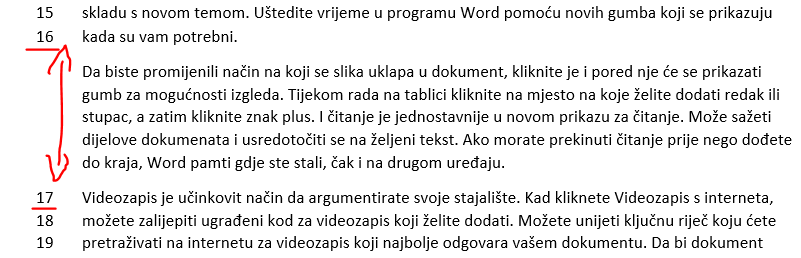 15 skladu s novom temom. Uštedite vrijeme u programu Word pomoću novih gumba koji se prikazuju
16 kada su vam potrebni.
Da biste promijenili način na koji se slika uklapa u dokument, kliknite je i pored nje će se prikazati
gumb za mogućnosti izgleda. Tijekom rada na tablici kliknite na mjesto na koje želite dodati redak ili
stupac, a zatim kliknite znak plus. I čitanje je jednostavnije u novom prikazu za čitanje. Može sažeti
dijelove dokumenata i usredotočiti se na željeni tekst. Ako morate prekinuti čitanje prije nego dođete
do kraja, Word pamti gdje ste stali, čak i na drugom uređaju.
17 Videozapis je učinkovit način da argumentirate svoje stajalište. Kad kliknete Videozapis s interneta,
18 možete zalijepiti ugrađeni kod za videozapis koji želite dodati. Možete unijeti ključnu riječ koju ćete
19 pretraživati na internetu za videozapis koji najbolje odgovara vašem dokumentu. Da bi dokument